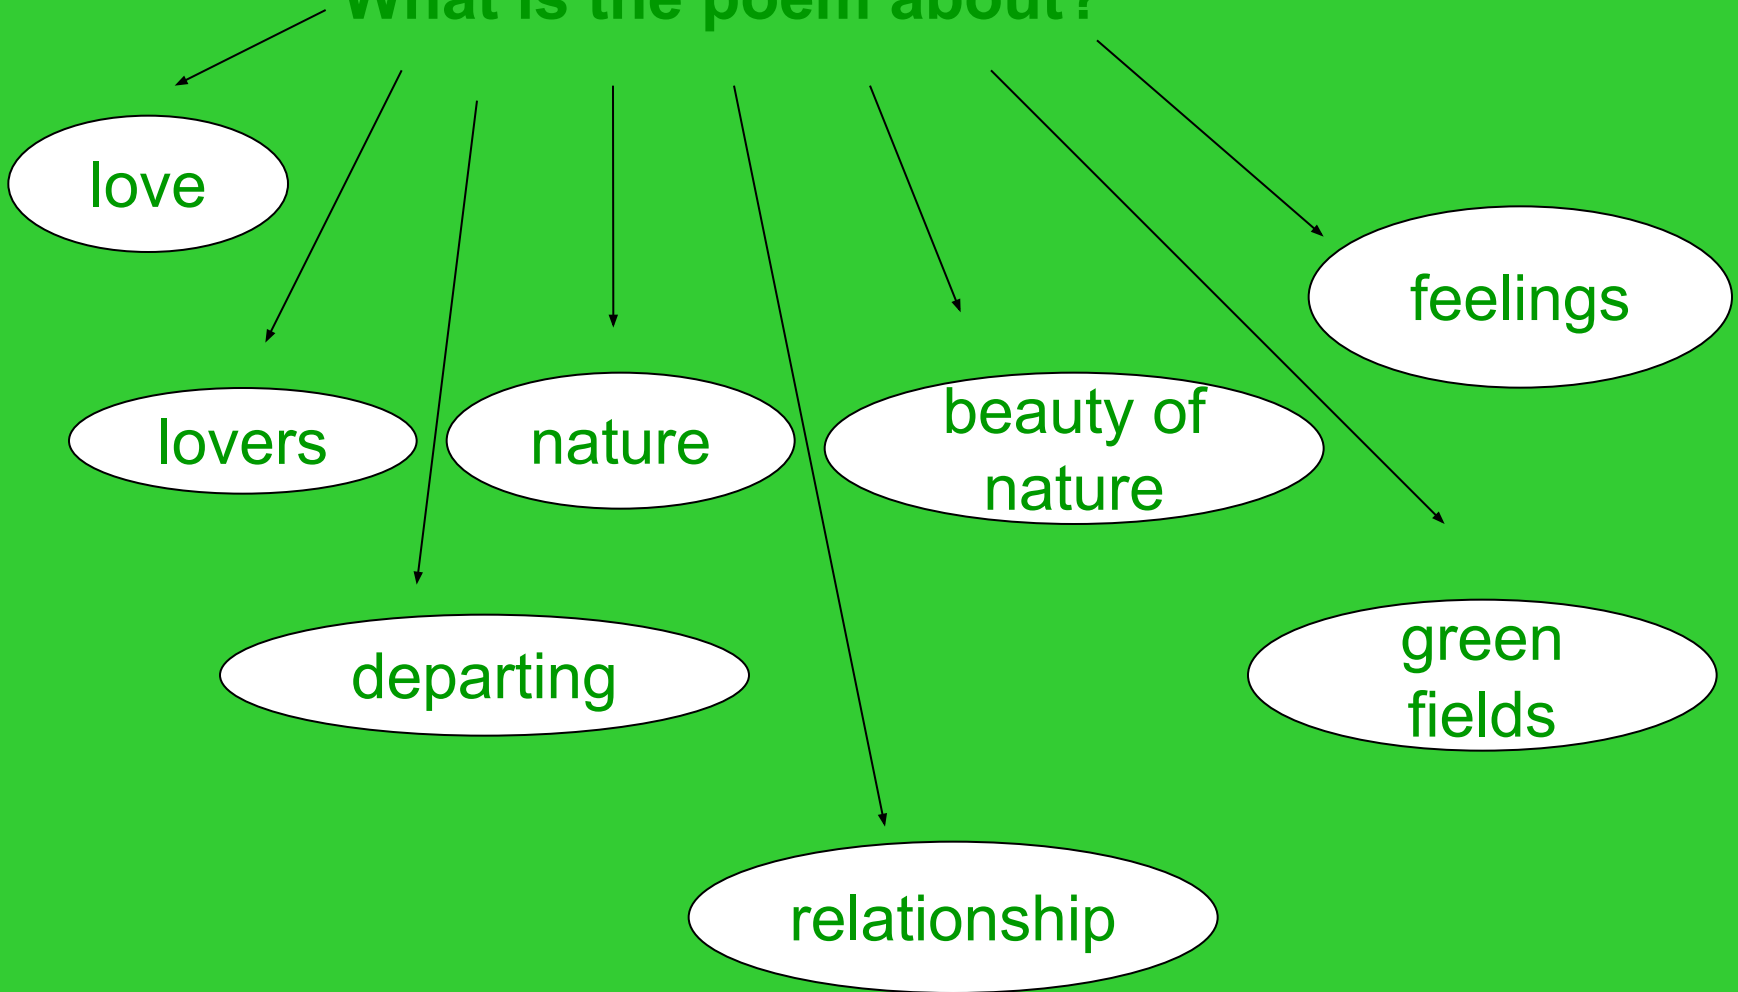 What is the poem about?
love
feelings
lovers
nature
beauty of
nature
departing
green
fields
relationship